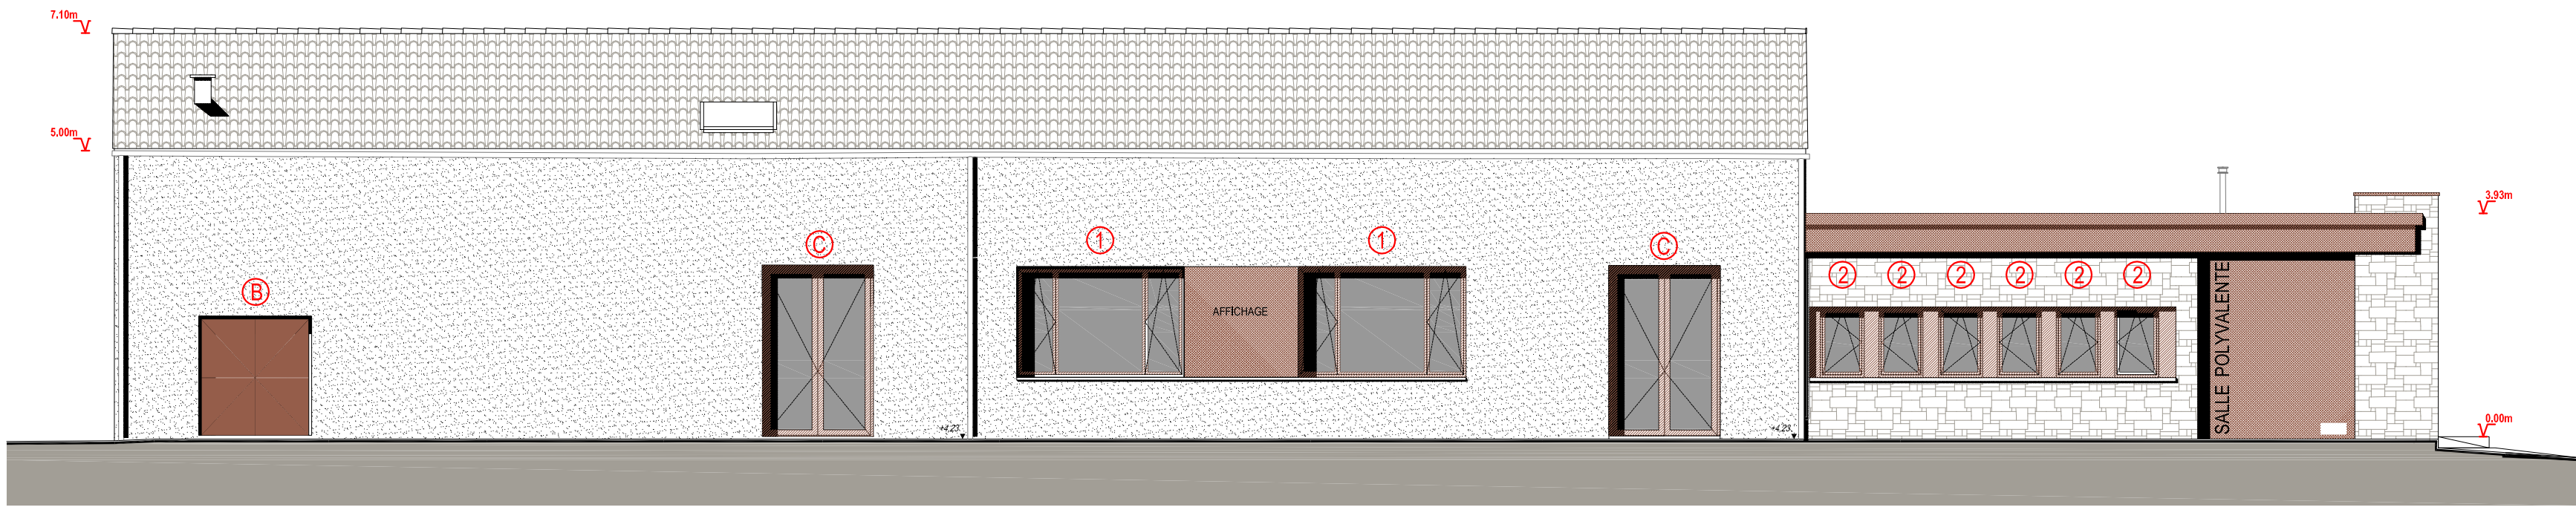 7.10m
5,00m
3.93m
0.00m
B
C
1
1
C
2
2
2
2
2
2
AFFICHAGE
SALLE POLYVALENTE
+4,23
+4,23